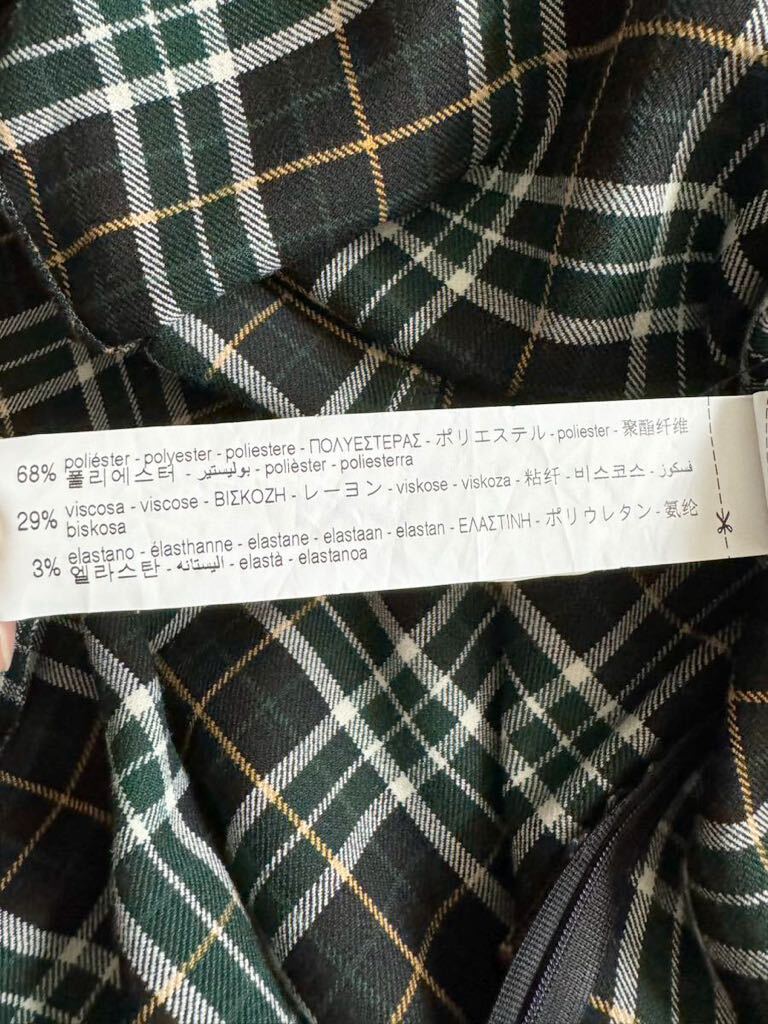 68% poliéster - polyester - poliestere - ΠΟΛΥΕΣΤΕΡΑΣ - ポリエステル - poliester - 聚酯纤维
폴리에스터 - بوليستير - polièster - poliesterra
29% viscosa - viscose - ΒΙΣΚΟΖΗ - レーヨン - viskose - viskoza - 粘纤 - 비스코스 - فسكوز
biskosa
3% elastano - élasthanne - elastane - elastaan - elastan - ΕΛΑΣΤΙΝΗ - ポリウレタン - 氨纶
엘라스탄 - اليستانه - elastà - elastanoa